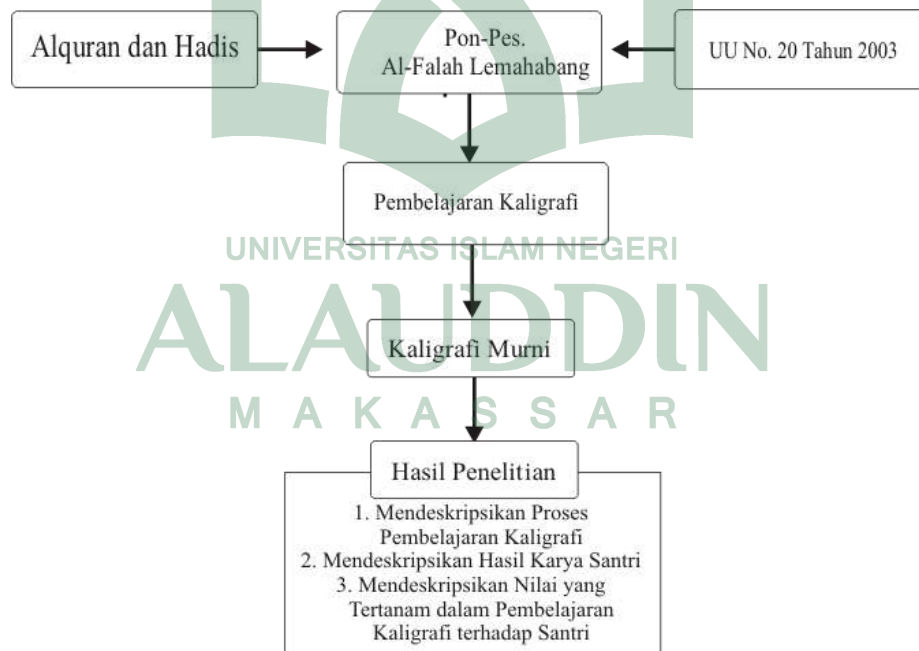 Alquran dan Hadis
Pon-Pes.
Al-Falah Lemahabang
UU No. 20 Tahun 2003
Pembelajaran Kaligrafi
UNIVERSITAS ISLAM NEGERI
ALAUDDIN
Kaligrafi Murni
MAKASSAR
Hasil Penelitian
1. Mendeskripsikan Proses
Pembelajaran Kaligrafi
2. Mendeskripsikan Hasil Karya Santri
3. Mendeskripsikan Nilai yang
Tertanam dalam Pembelajaran
Kaligrafi terhadap Santri